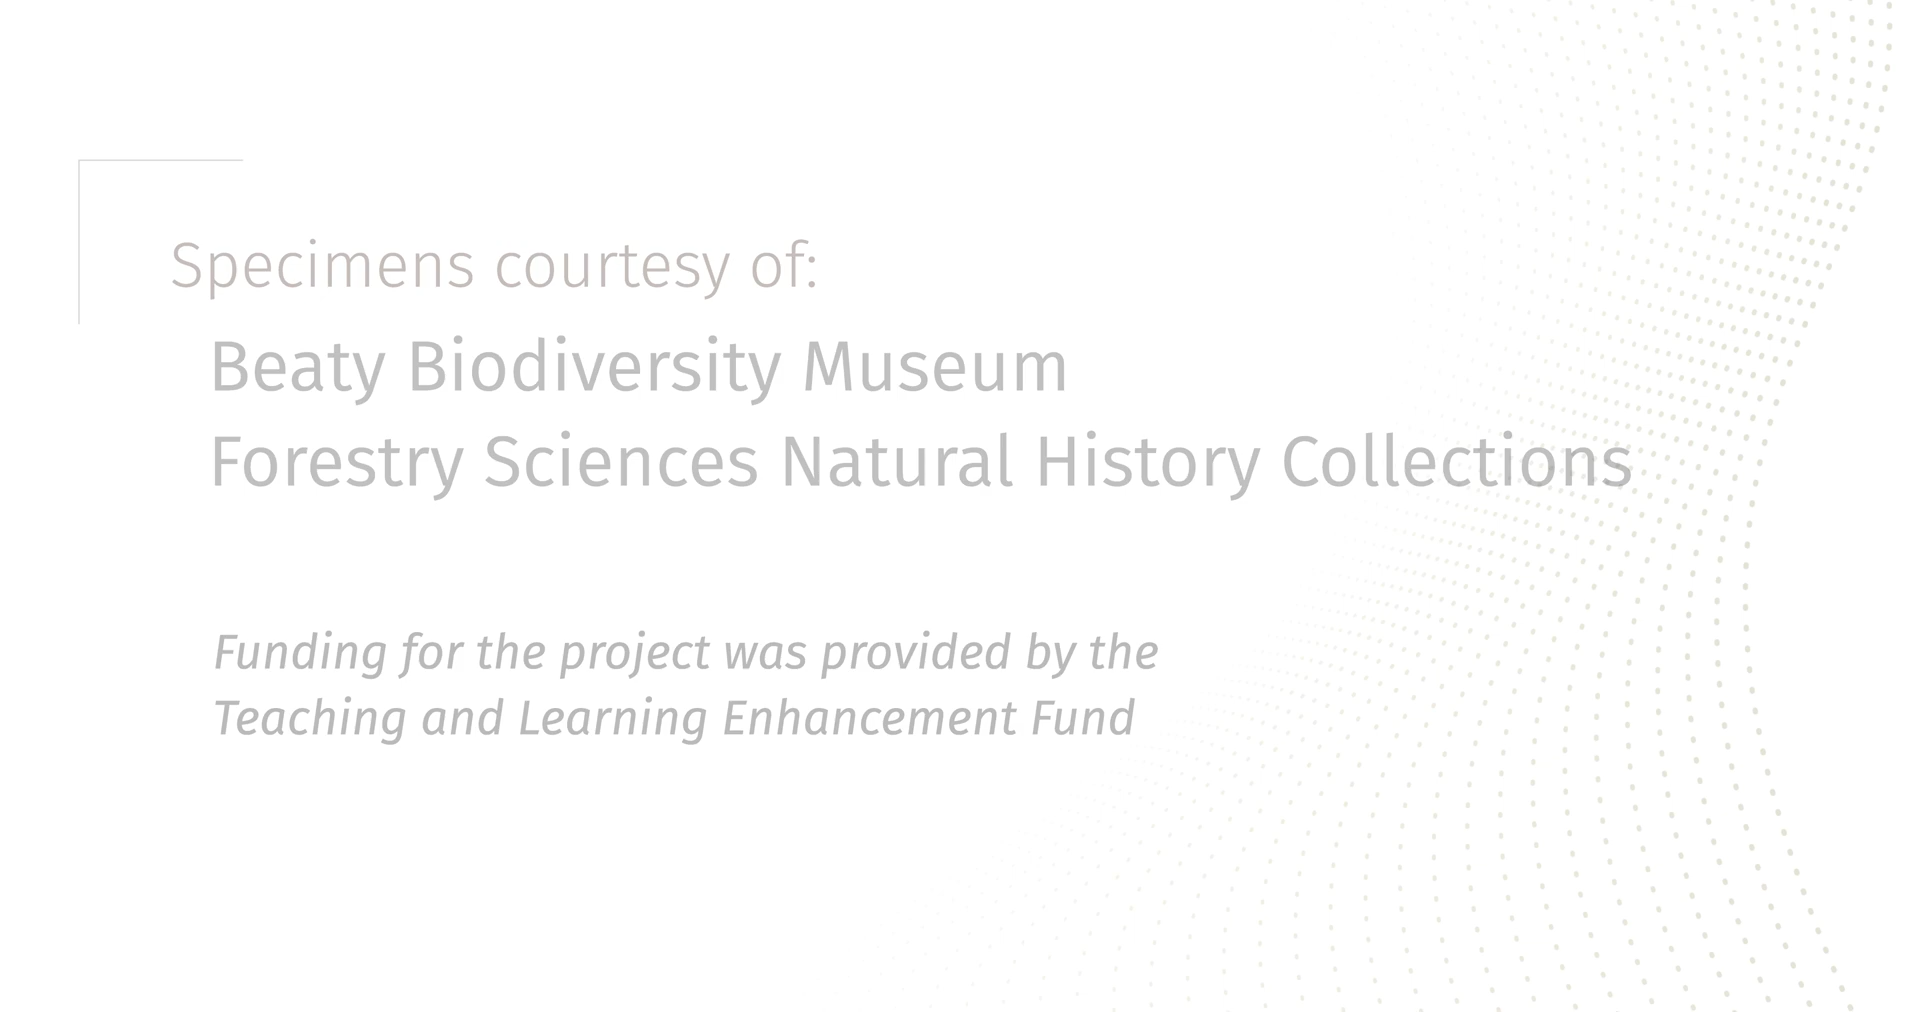 Specimens courtesy of:
Beaty Biodiversity Museum
Forestry Sciences Natural History Collections
Funding for the project was provided by the
Teaching and Learning Enhancement Fund